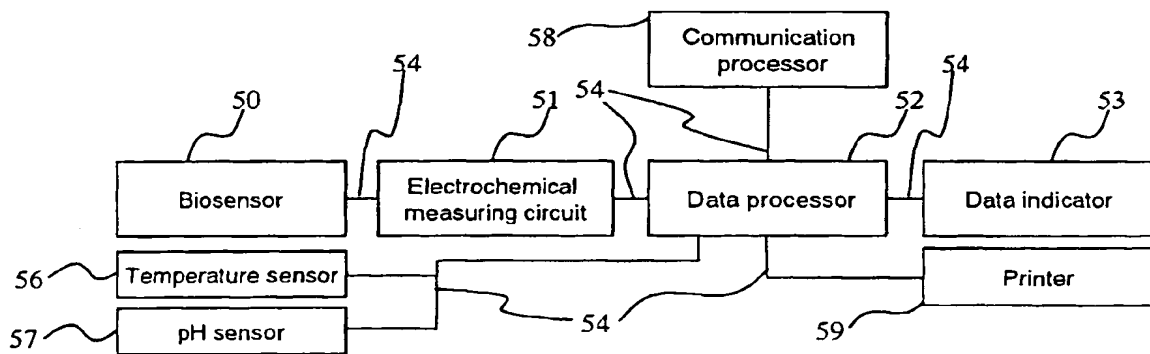 58
Communication
processor
54
54
54
50
51
52
53
Biosensor
Electrochemical
measuring circuit
Data processor
Data indicator
56
Temperature sensor
Printer
57
pH sensor
54
59